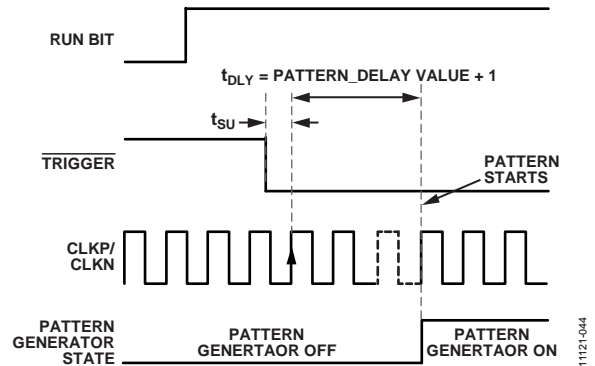 RUN BIT
tDLY = PATTERN_DELAY VALUE + 1
tSU
TRIGGER
PATTERN
STARTS
CLKP/
CLKN
PATTERN
GENERATOR
STATE
PATTERN
GENERTAOR OFF
PATTERN
GENERTAOR ON
11121-044